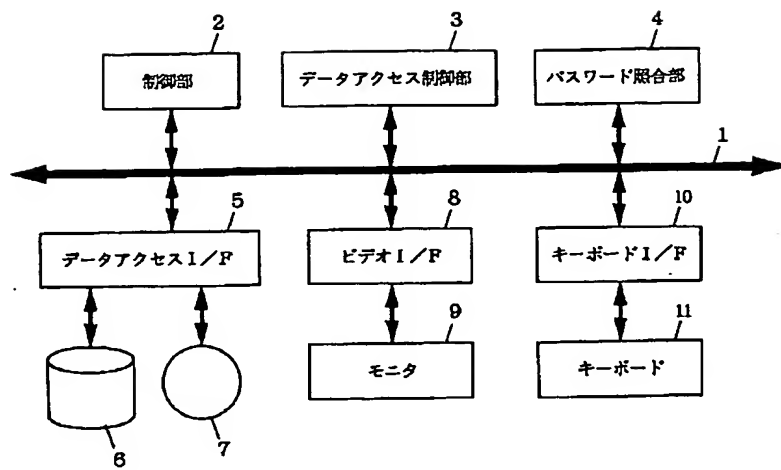 2
3
4
制御部
データアクセス制御部
パスワード照合部
1
5
8
10
データアクセスI/F
ビデオI/F
キーボードI/F
9
11
モニタ
キーボード
6
7